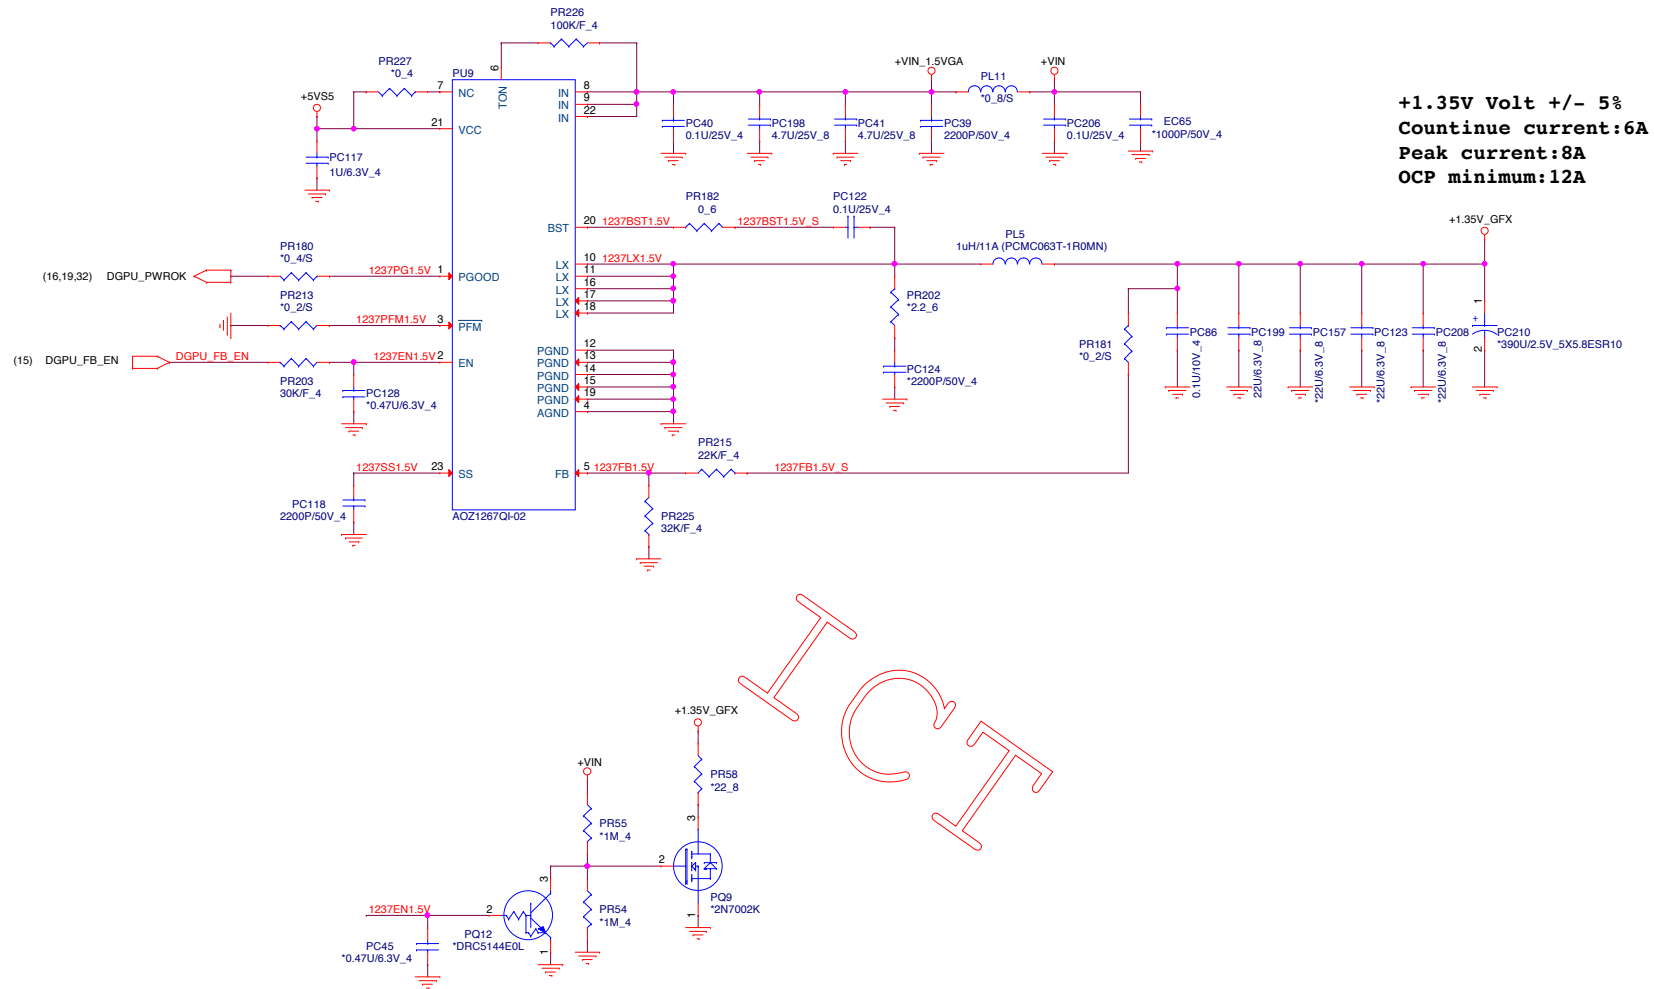 PR226
100K/F_4
PR227
*0_4
PU9
+5VS5
6
7
NC
TON
21
VCC
IN
8
IN
9
IN
22
+VIN_1.5VGA
PL11
*0_8/S
+VIN
PC40
0.1U/25V_4
PC198
4.7U/25V_8
PC41
4.7U/25V_8
PC39
2200P/50V_4
PC206
0.1U/25V_4
EC65
*1000P/50V_4
+1.35V Volt +/- 5%
Countinue current:6A
Peak current:8A
OCP minimum:12A
PC117
1U/6.3V_4
PR182
0_6
PC122
0.1U/25V_4
BST
20
1237BST1.5V
1237BST1.5V_S
+1.35V_GFX
PL5
1uH/11A (PCMC063T-1R0MN)
PR180
*0_4/S
(16,19,32)
DGPU_PWROK
1237PG1.5V
1
PGOOD
LX
10
1237LX1.5V
LX
11
LX
16
LX
17
LX
18
PR213
*0_2/S
1237PFM1.5V
3
PFM
PR202
*2.2_6
PR181
*0_2/S
PC86
0.1U/10V_4
PC199
22U/6.3V_8
PC157
*22U/6.3V_8
PC123
*22U/6.3V_8
PC208
*22U/6.3V_8
1
+
PC210
*390U/2.5V_5X5.8ESR10
2
(15)
DGPU_FB_EN
DGPU_FB_EN
1237EN1.5V
2
EN
PR203
30K/F_4
PC128
*0.47U/6.3V_4
PGND
12
PGND
13
PGND
14
PGND
15
PGND
19
AGND
4
PC124
*2200P/50V_4
1237SS1.5V
23
SS
FB
5
1237FB1.5V
PR215
22K/F_4
1237FB1.5V_S
PC118
2200P/50V_4
AOZ1267QI-02
PR225
32K/F_4
ICT
+1.35V_GFX
+VIN
PR58
*22_8
PR55
*1M_4
3
2
3
PQ9
*2N7002K
1
1237EN1.5V
2
PR54
*1M_4
PC45
*0.47U/6.3V_4
PQ12
*DRC5144E0L
1